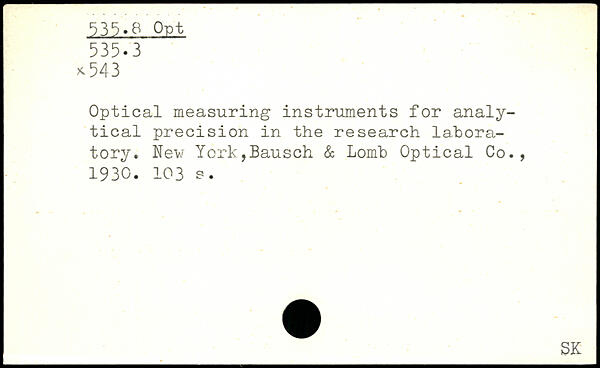 535.8 Opt
535.3
x543
Optical measuring instruments for analy-
tical precision in the research labora-
tory. New York,Bausch & Lomb Optical Co.,
1930. 103 s.
SK